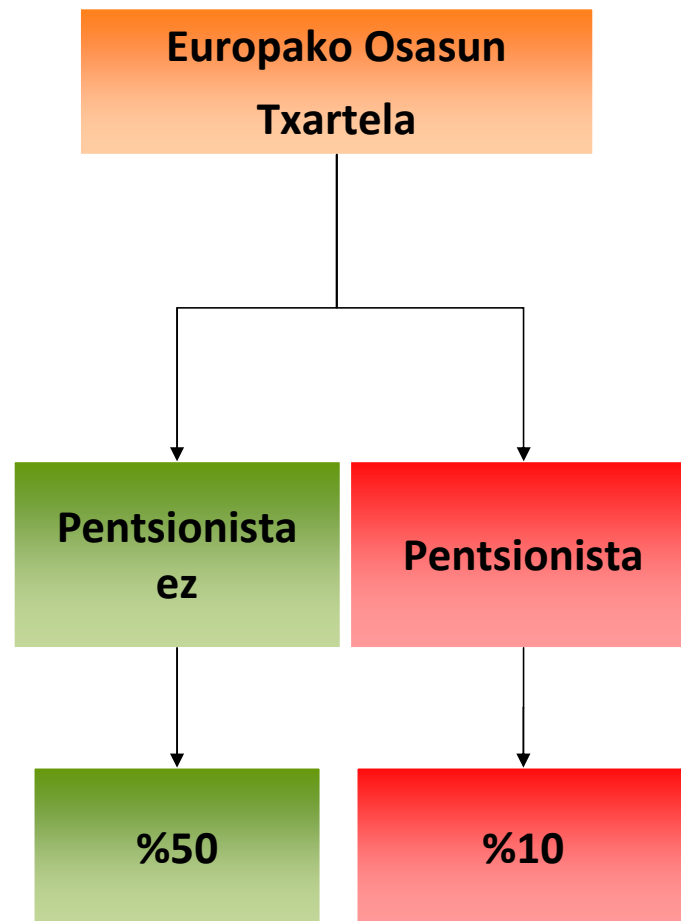 Europako Osasun
Txartela
Pentsionista
ez
Pentsionista
%50
%10